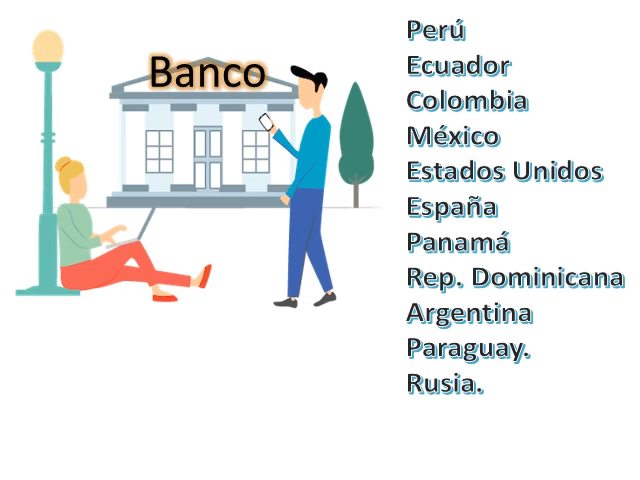 Banco
Perú
Ecuador
Colombia
México
Estados Unidos
España
Panamá
Rep. Dominicana
Argentina
Paraguay.
Rusia.